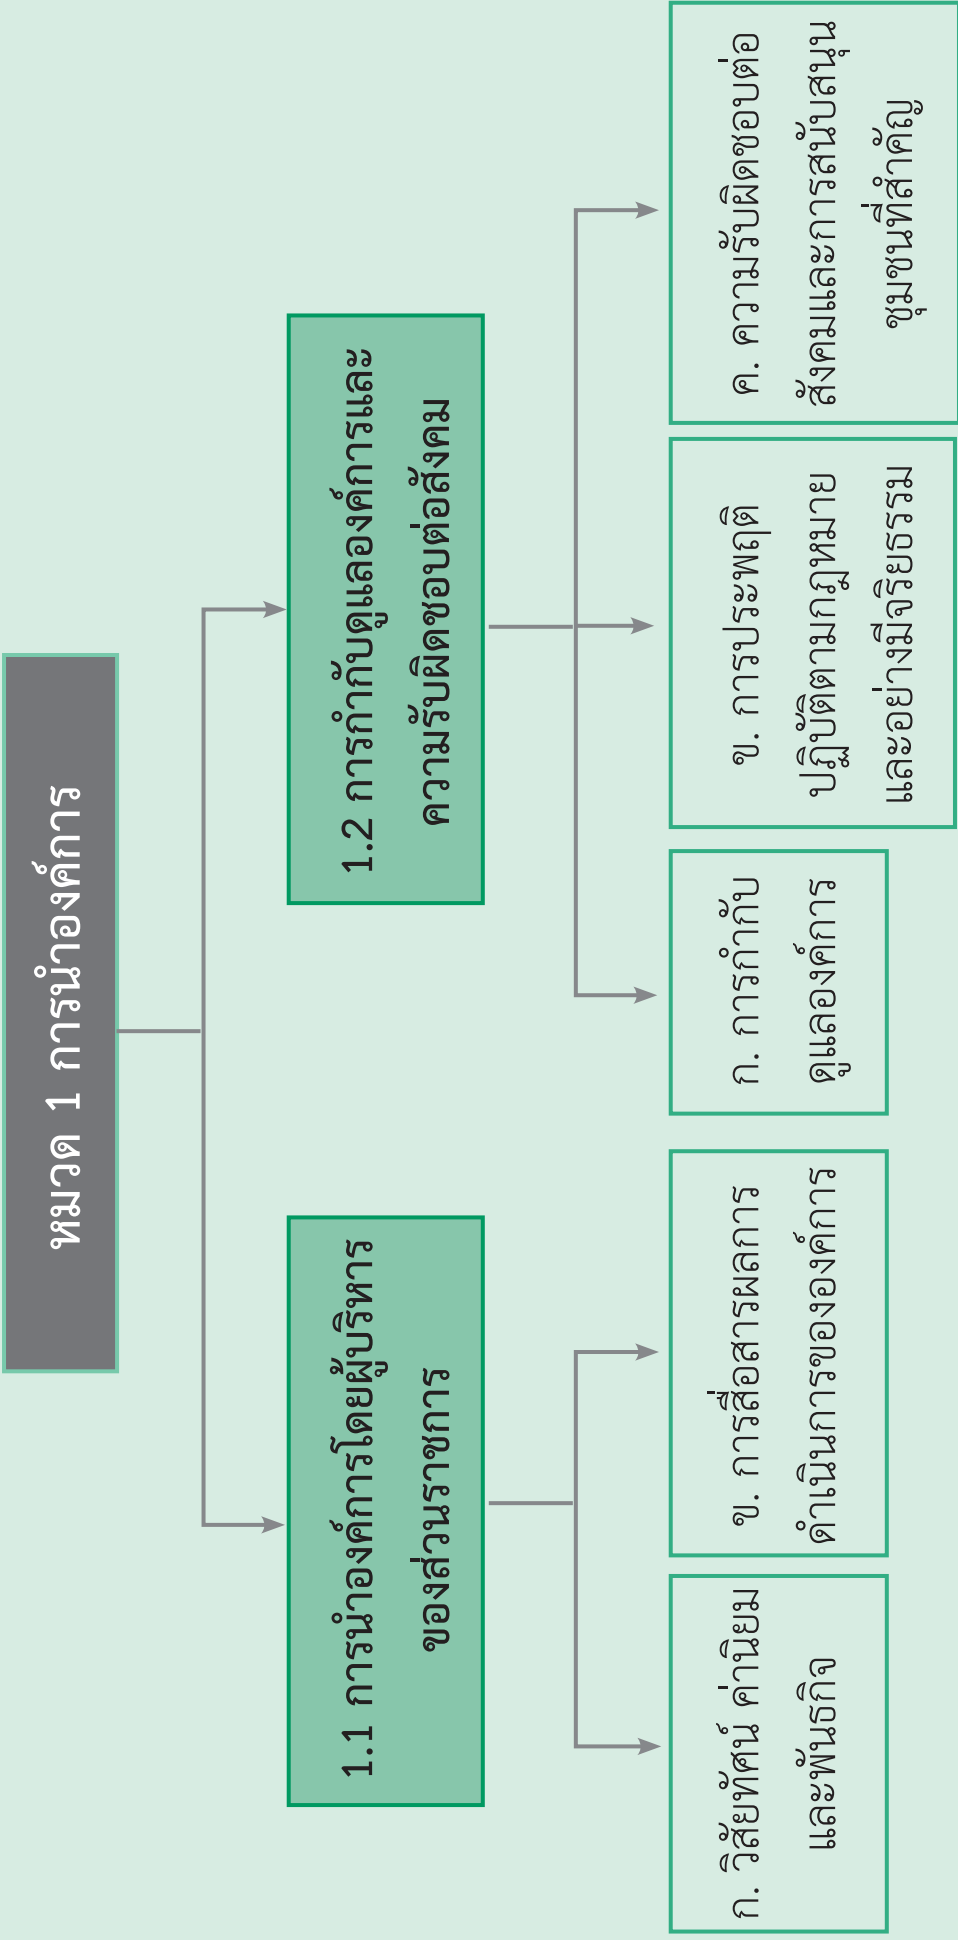 หมวด 1 การนำองค์การ
1.1 การนำองค์การโดยผู้บริหาร
ของส่วนราชการ
1.2 การกำกับดูแลองค์การและ
ความรับผิดชอบต่อสังคม
ก. วิสัยทัศน์ ค่านิยม
และพันธกิจ
ข. การสื่อสารผลการ
ดำเนินการขององค์การ
ก. การกำกับ
ดูแลองค์การ
ข. การประพฤติ
ปฏิบัติตามกฎหมาย
และอย่างมีจริยธรรม
ค. ความรับผิดชอบต่อ
สังคมและการสนับสนุน
ชุมชนที่สำคัญ